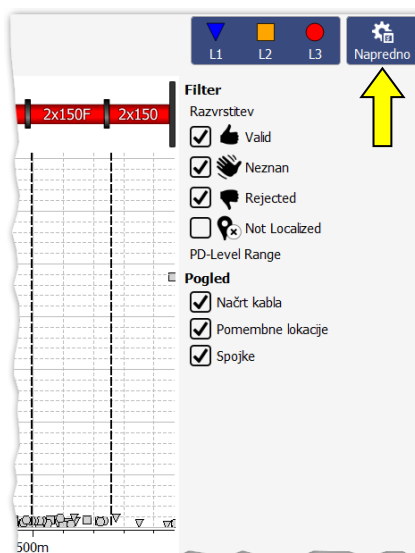 L1 L2 L3 Napredno
2x150F 2x150
Filter
Razvrstitev
Valid
Neznan
Rejected
Not Localized
PD-Level Range
Pogled
Načrt kabla
Pomembne lokacije
Spojke
500m